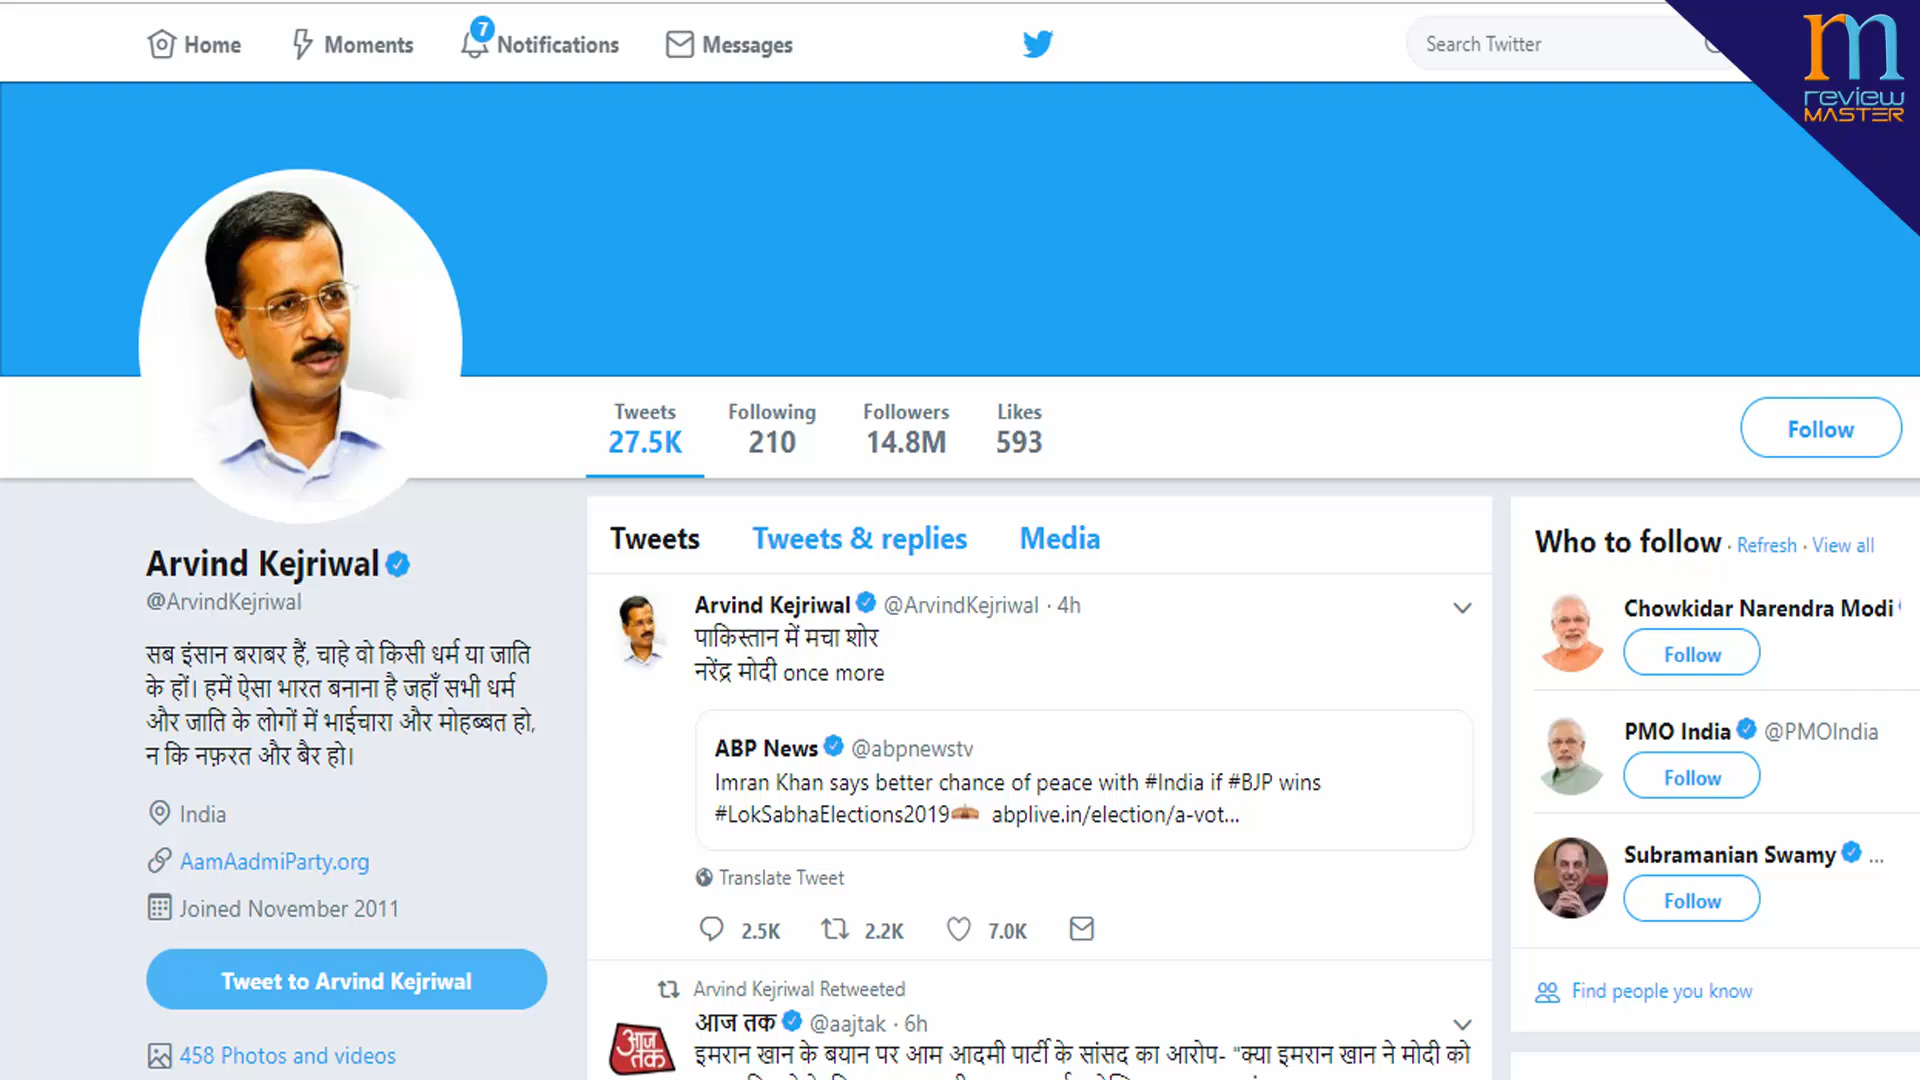 Home
Moments
7
Notifications
Messages
Search Twitter
m
review
MASTER
Tweets
27.5K
Following
210
Followers
14.8M
Likes
593
Follow
Arvind Kejriwal
@ArvindKejriwal
सब इंसान बराबर हैं, चाहे वो किसी धर्म या जाति
के हों। हमें ऐसा भारत बनाना है जहाँ सभी धर्म
और जाति के लोगों में भाईचारा और मोहब्बत हो,
न कि नफ़रत और बैर हो।
India
AamAadmiParty.org
Joined November 2011
Tweet to Arvind Kejriwal
458 Photos and videos
Tweets
Tweets & replies
Media
Arvind Kejriwal @ArvindKejriwal · 4h
पाकिस्तान में मचा शोर
नरेंद्र मोदी once more
ABP News @abpnewstv
Imran Khan says better chance of peace with #India if #BJP wins
#LokSabhaElections2019 abplive.in/election/a-vot...
Translate Tweet
2.5K
2.2K
7.0K
Arvind Kejriwal Retweeted
आज तक @aajtak · 6h
आज
तक
इमरान खान के बयान पर आम आदमी पार्टी के सांसद का आरोप- "क्या इमरान खान ने मोदी को
Who to follow · Refresh · View all
Chowkidar Narendra Modi
Follow
PMO India @PMOIndia
Follow
Subramanian Swamy ...
Follow
Find people you know